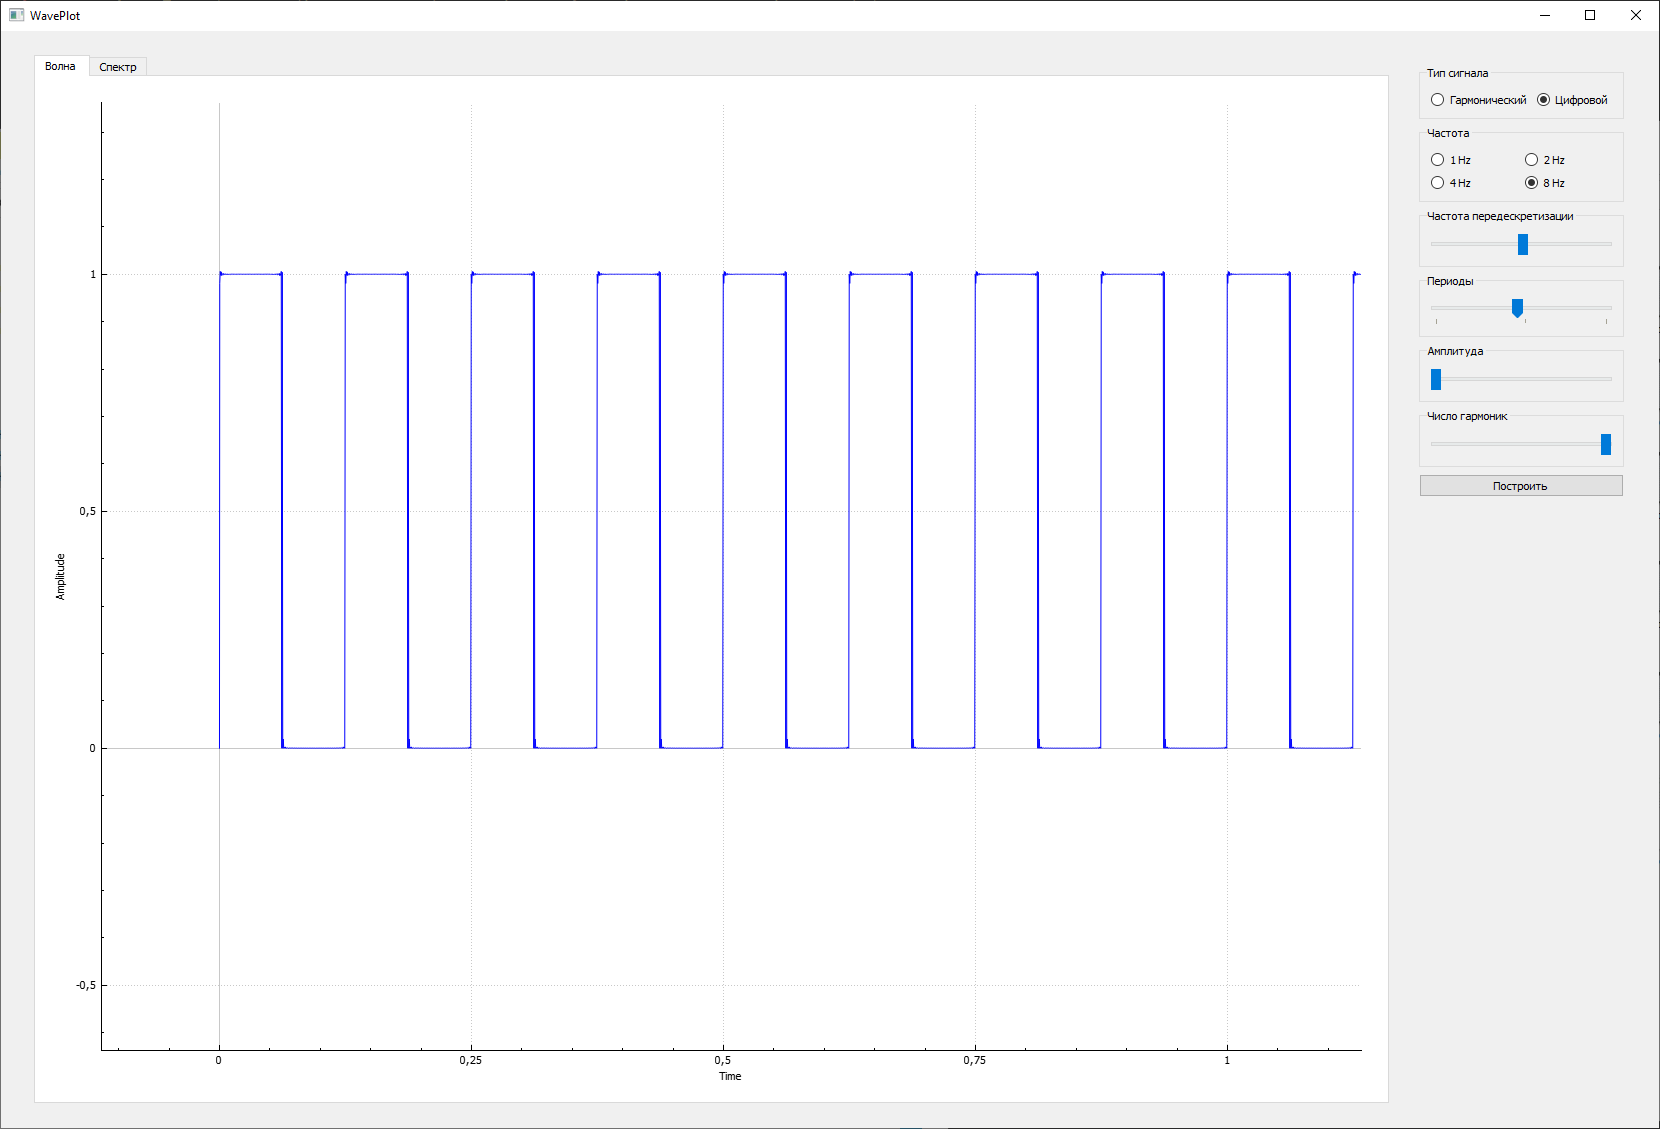 WavePlot
Волна
Спектр
1
0,5
0
-0,5
Amplitude
0
0,25
0,5
0,75
1
Time
Тип сигнала
Гармонический
Цифровой
Частота
1 Hz
2 Hz
4 Hz
8 Hz
Частота передескретизации
Периоды
Амплитуда
Число гармоник
Построить